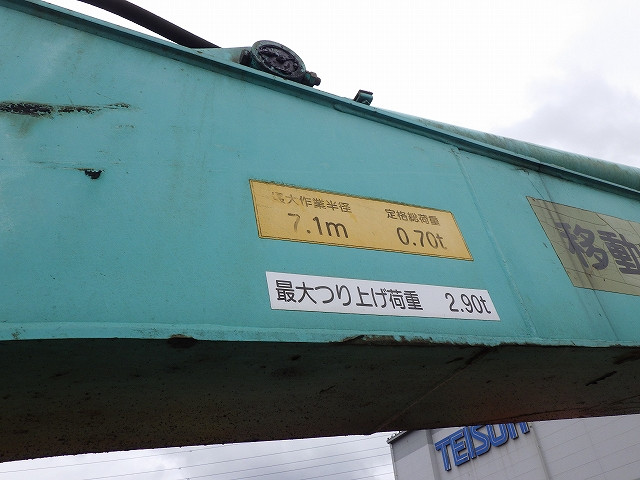 最大作業半径 定格総荷重
7.1m 0.70t
最大つり上げ荷重 2.90t
移動
TEISUN